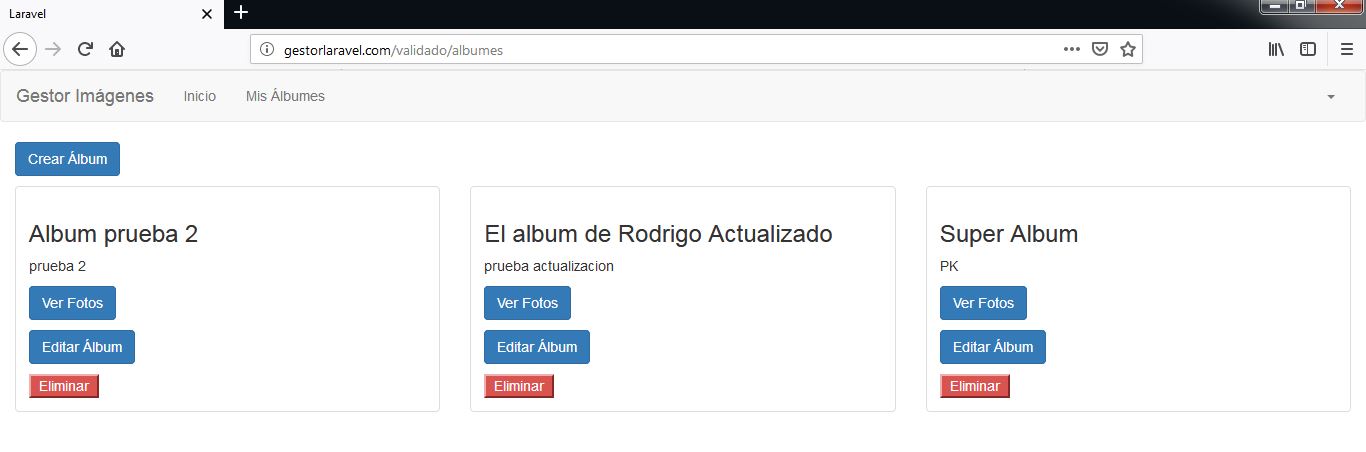 Laravel
gestorlaravel.com/validado/albumes
Gestor Imágenes Inicio Mis Álbumes
Crear Álbum
Album prueba 2
prueba 2
Ver Fotos
Editar Álbum
Eliminar
El album de Rodrigo Actualizado
prueba actualizacion
Ver Fotos
Editar Álbum
Eliminar
Super Album
PK
Ver Fotos
Editar Álbum
Eliminar